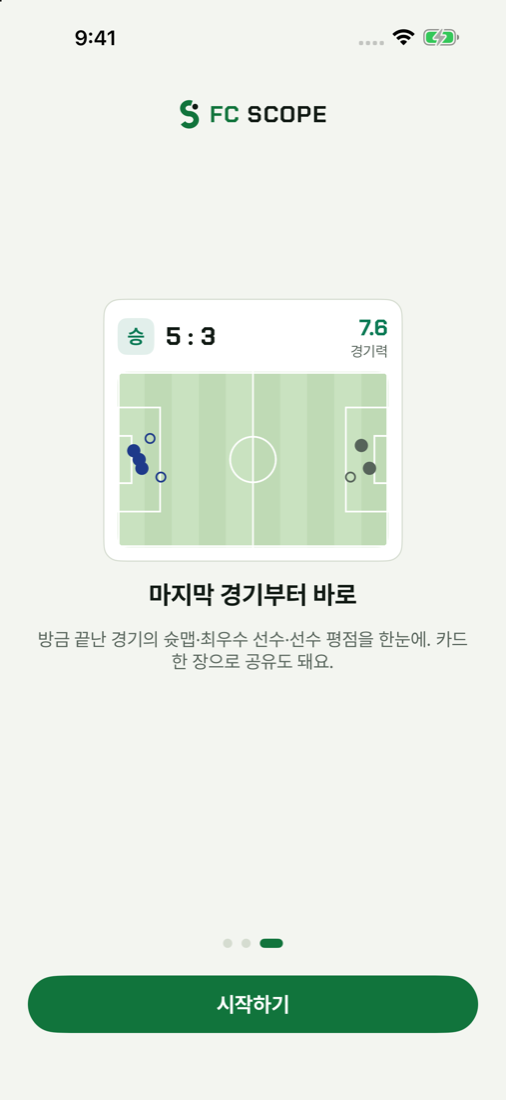 9:41
FC SCOPE
승 5 : 3 7.6
경기력
마지막 경기부터 바로
방금 끝난 경기의 슛맵·최우수 선수·선수 평점을 한눈에. 카드
한 장으로 공유도 돼요.
시작하기